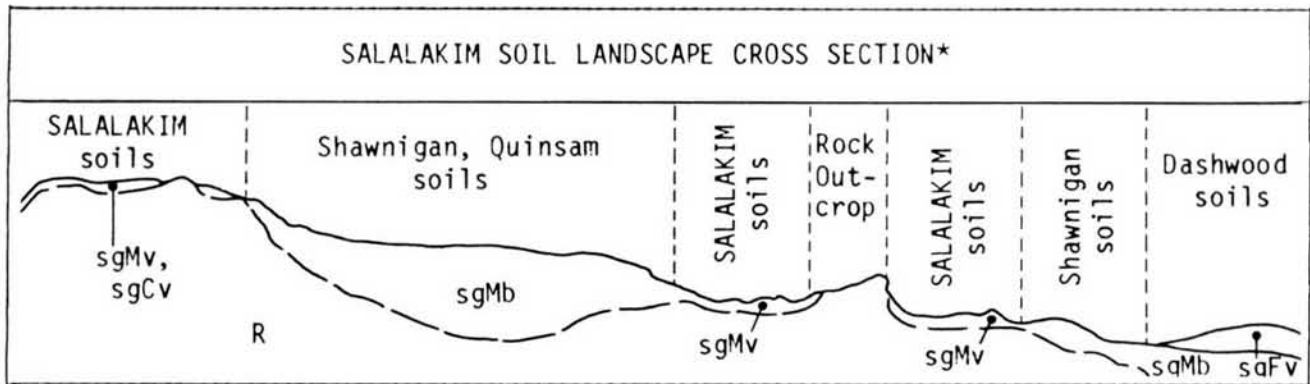 SALALAKIM SOIL LANDSCAPE CROSS SECTION*
SALALAKIM
soils
Shawnigan, Quinsam
soils
SALALAKIM
soils
Rock
Out-
crop
SALALAKIM
soils
Shawnigan
soils
Dashwood
soils
sgMv,
sgCv
sgMb
R
sgMv
sgMv
sgMb
sgFv